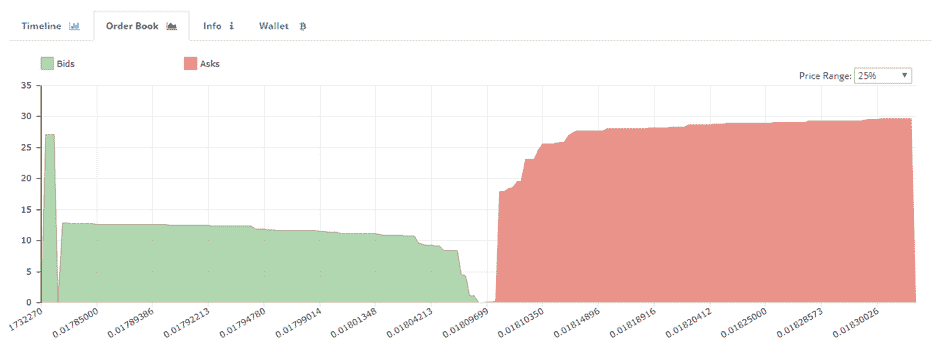 Timeline Order Book Info Wallet
Bids Asks
Price Range: 25%
35
30
25
20
15
10
5
0
1732270 0.01785000 0.01789386 0.01792213 0.01794760 0.01799014 0.01801348 0.01804213 0.01809699 0.01810350 0.01814896 0.01818916 0.01820412 0.01825000 0.01828573 0.01830026